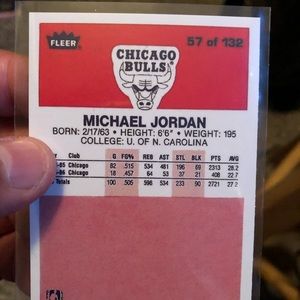 FLEER
57 of 132
CHICAGO
BULLS
MICHAEL JORDAN
BORN: 2/17/63 • HEIGHT: 6'6" • WEIGHT: 195
COLLEGE: U. OF N. CAROLINA
Club G FG% REB AST STL BLK PTS AVG
-85 Chicago 82 .515 534 481 196 69 2313 28.2
-86 Chicago 18 .457 64 53 37 21 408 22.7
Totals 100 .505 598 534 233 90 2721 27.2